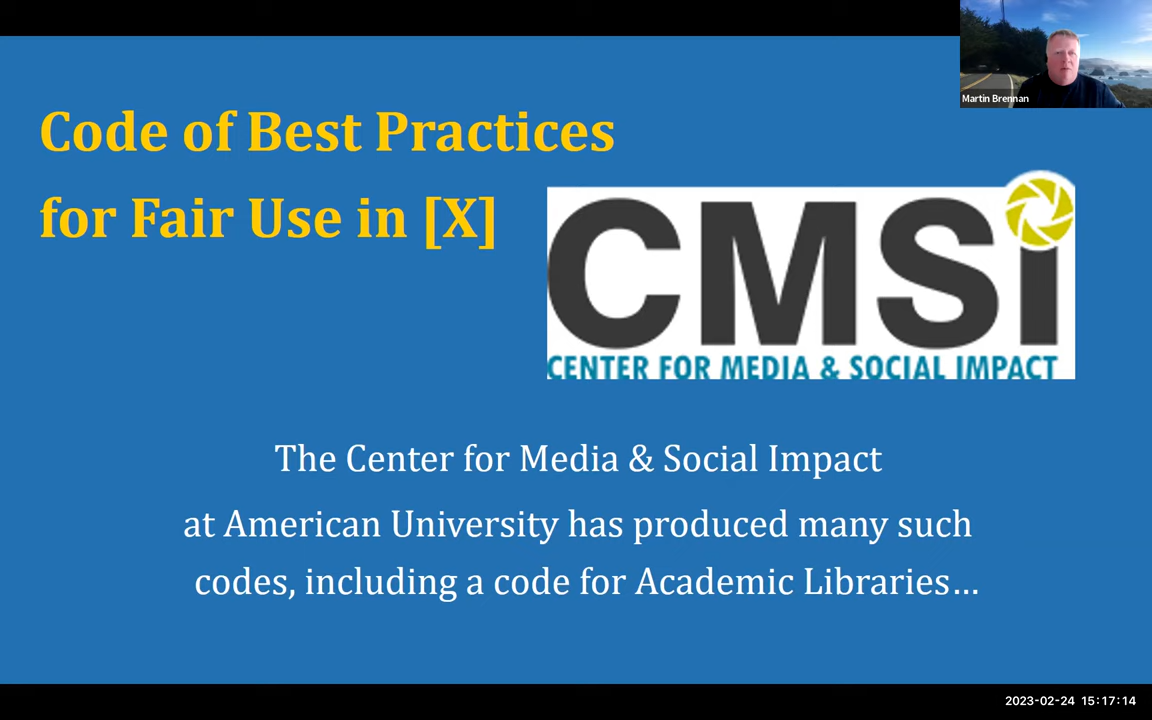 Martin Brennan
Code of Best Practices
for Fair Use in [X]
CMSi
CENTER FOR MEDIA & SOCIAL IMPACT
The Center for Media & Social Impact
at American University has produced many such
codes, including a code for Academic Libraries…
2023-02-24 15:17:14